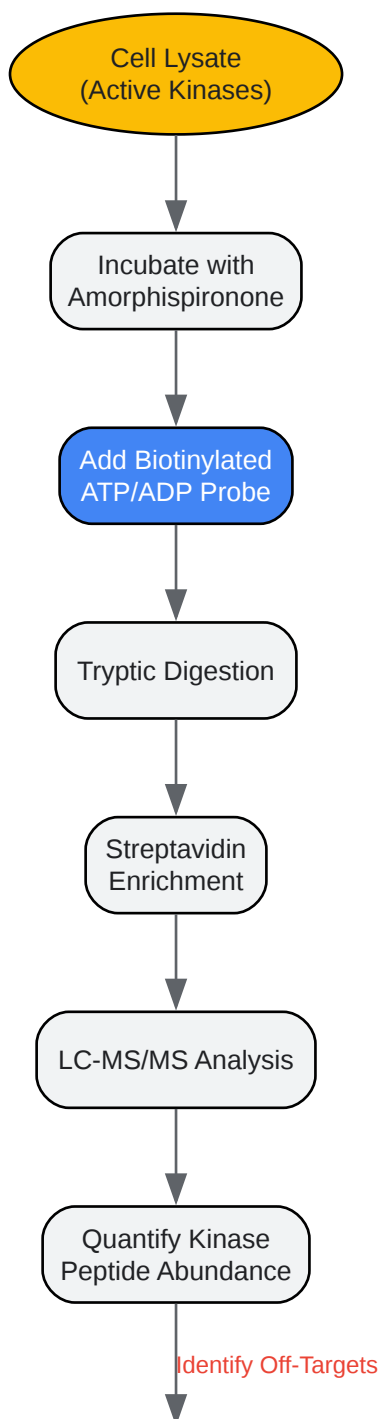 Cell Lysate
(Active Kinases)
Incubate with
Amorphispironone
Add Biotinylated
ATP/ADP Probe
Tryptic Digestion
Streptavidin
Enrichment
LC-MS/MS Analysis
Quantify Kinase
Peptide Abundance
Identify Off-Targets